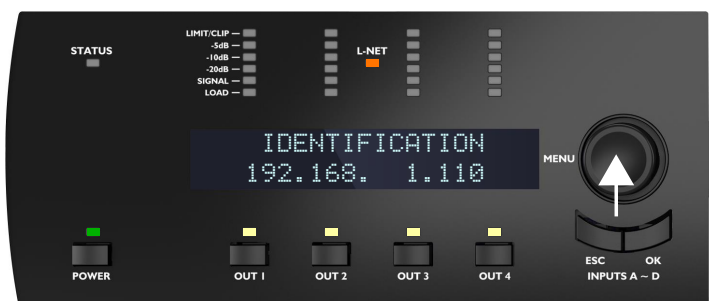 LIMIT/CLIP
-5dB
-10dB
-20dB
SIGNAL
LOAD
STATUS
L-NET
IDENTIFICATION
192.168.  1.110
MENU
POWER
OUT 1
OUT 2
OUT 3
OUT 4
ESC
OK
INPUTS A ~ D